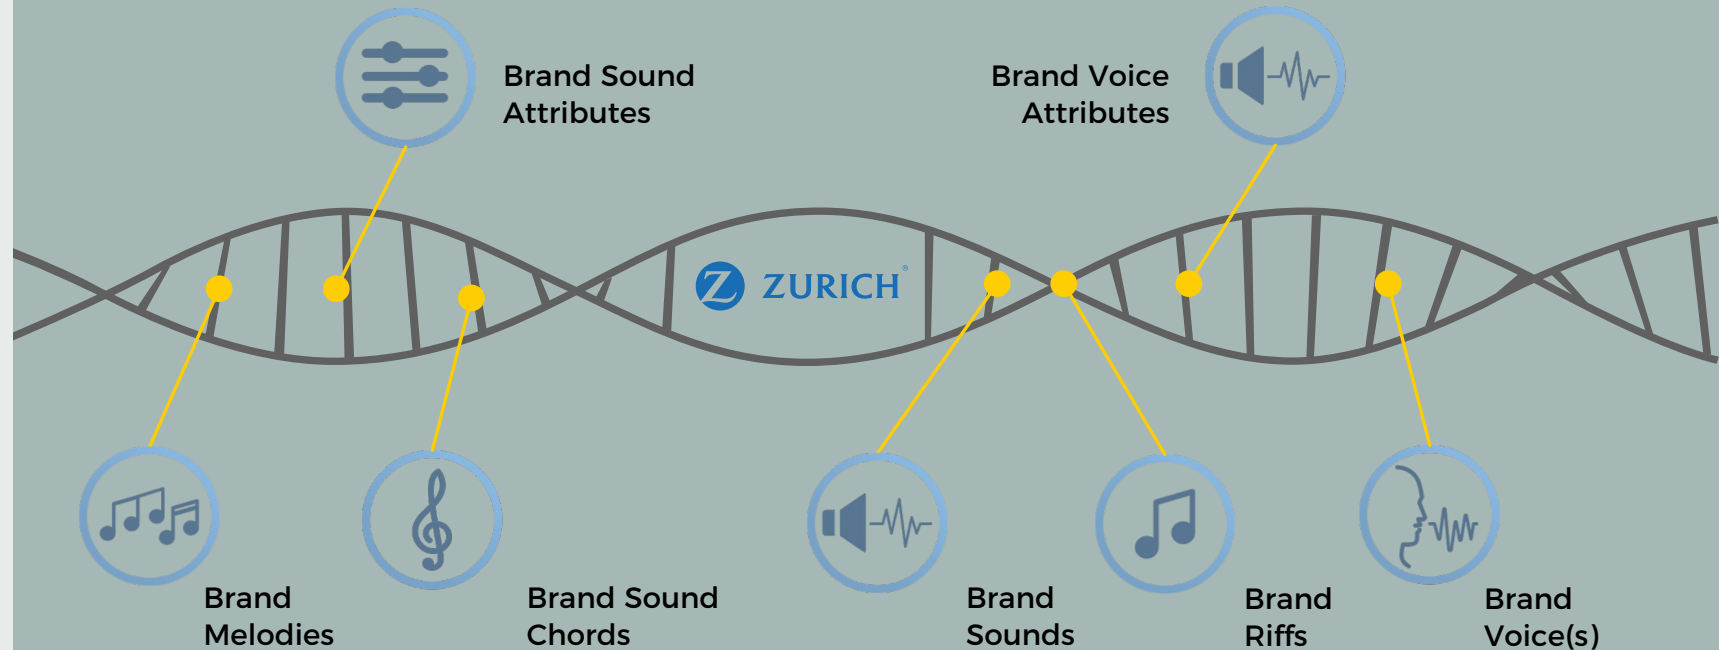 Brand Sound
Attributes
Brand Voice
Attributes
Z ZURICH®
Brand
Melodies
Brand Sound
Chords
Brand
Sounds
Brand
Riffs
Brand
Voice(s)